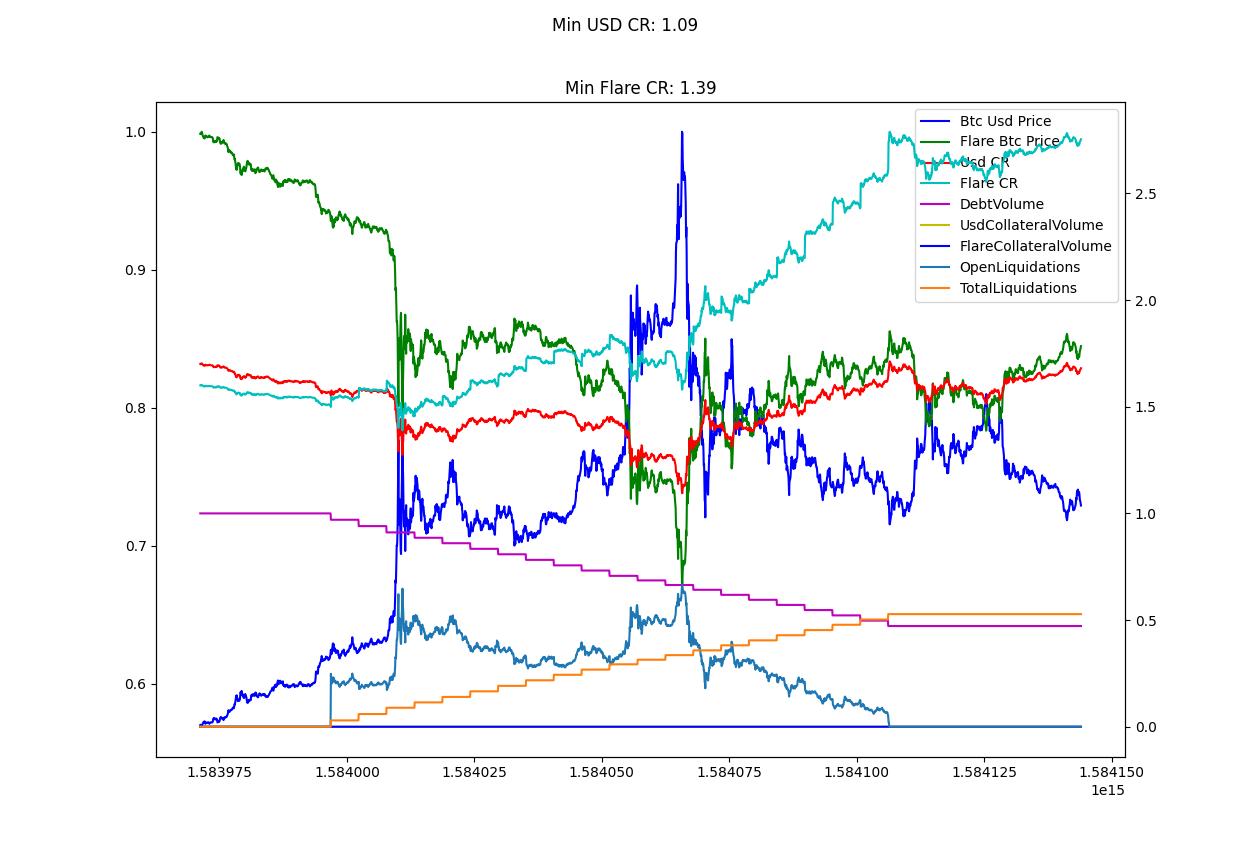 Min USD CR: 1.09
Min Flare CR: 1.39
1.0
0.9
0.8
0.7
0.6
2.5
2.0
1.5
1.0
0.5
0.0
Btc Usd Price
Flare Btc Price
Usd CR
Flare CR
DebtVolume
UsdCollateralVolume
FlareCollateralVolume
OpenLiquidations
TotalLiquidations
1.583975 1.584000 1.584025 1.584050 1.584075 1.584100 1.584125 1.584150
1e15